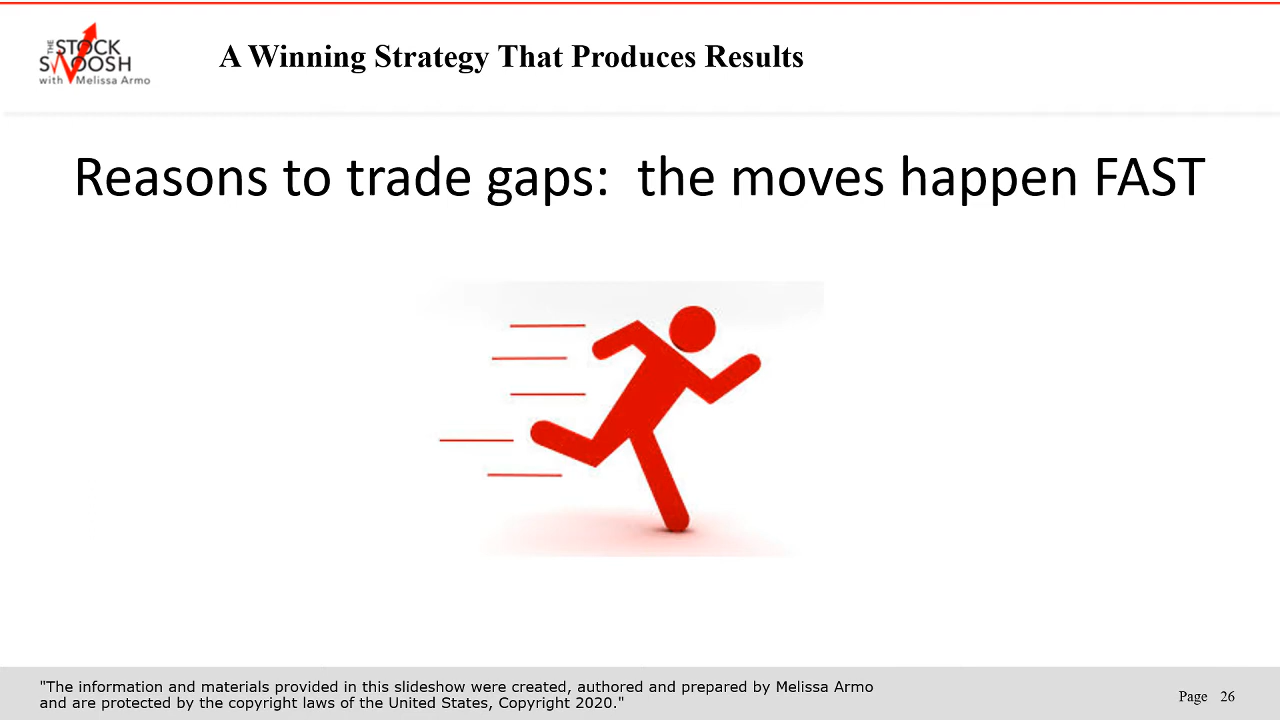 THE STOCK
SWOOSH
with Melissa Armo
A Winning Strategy That Produces Results
Reasons to trade gaps:  the moves happen FAST
"The information and materials provided in this slideshow were created, authored and prepared by Melissa Armo
and are protected by the copyright laws of the United States, Copyright 2020."
Page 26